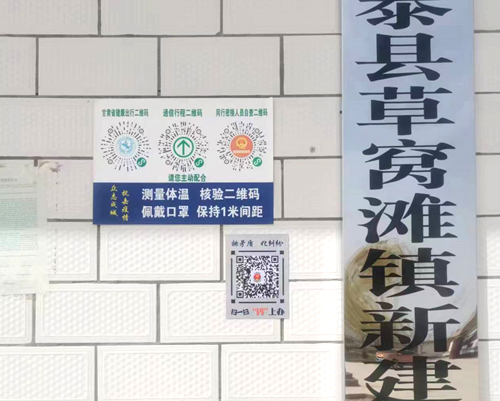 甘肃省健康出行二维码
通信行程二维码
同行密接人员自查二维码
请您主动配合
众志成城
抗击疫情
测量体温 核验二维码
佩戴口罩 保持1米间距
扫一扫 "码"上办
泰县草窝滩镇新建